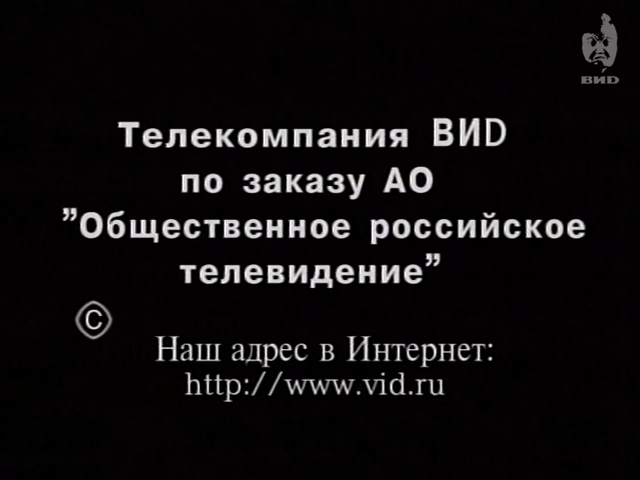 ВИD
Телекомпания ВИD
по заказу АО
”Общественное российское
телевидение”
©
Наш адрес в Интернет:
http://www.vid.ru